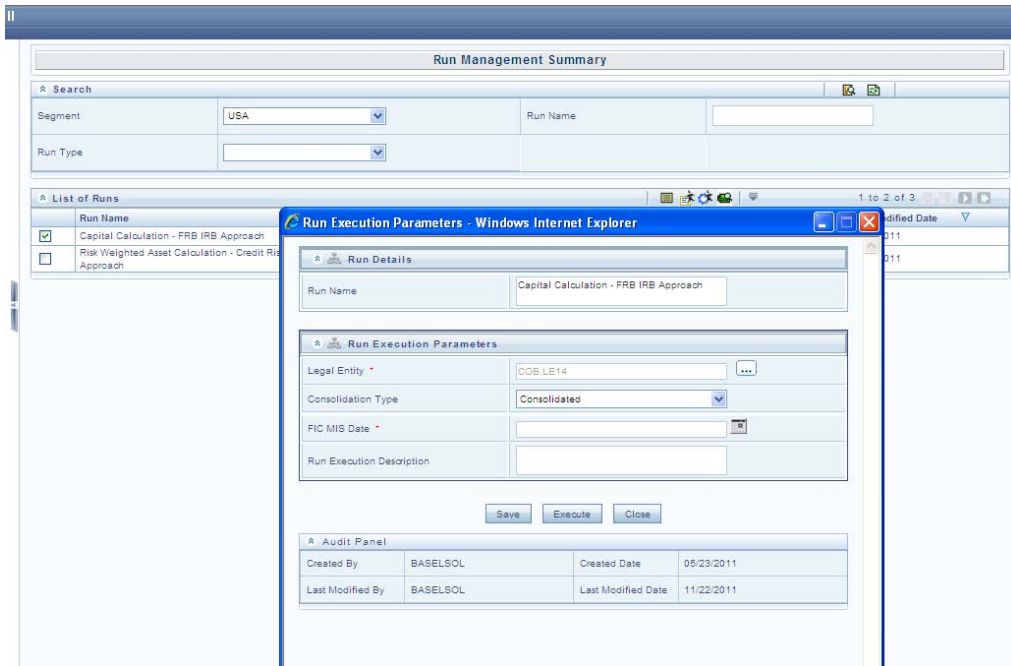 Run Management Summary
Search
Segment USA Run Name
Run Type
List of Runs 1 to 2 of 3
Run Name dified Date
Capital Calculation - FRB IRB Approach 011
Risk Weighted Asset Calculation - Credit Ris
Approach 011
Run Execution Parameters - Windows Internet Explorer
Run Details
Run Name Capital Calculation - FRB IRB Approach
Run Execution Parameters
Legal Entity * COB,LE14 ...
Consolidation Type Consolidated
FIC MIS Date *
Run Execution Description
Save Execute Close
Audit Panel
Created By BASELSOL Created Date 05/23/2011
Last Modified By BASELSOL Last Modified Date 11/22/2011